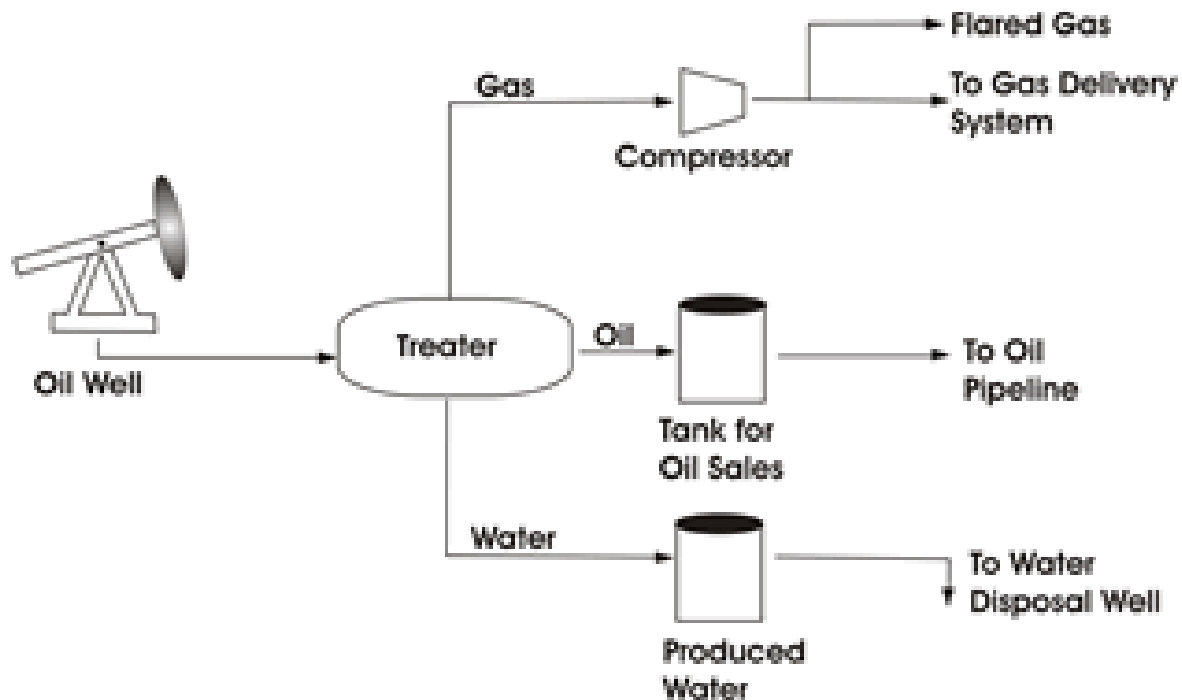 Flared Gas
Gas
To Gas Delivery
System
Compressor
Treater
Oil
To Oil
Pipeline
Oil Well
Tank for
Oil Sales
Water
To Water
Disposal Well
Produced
Water